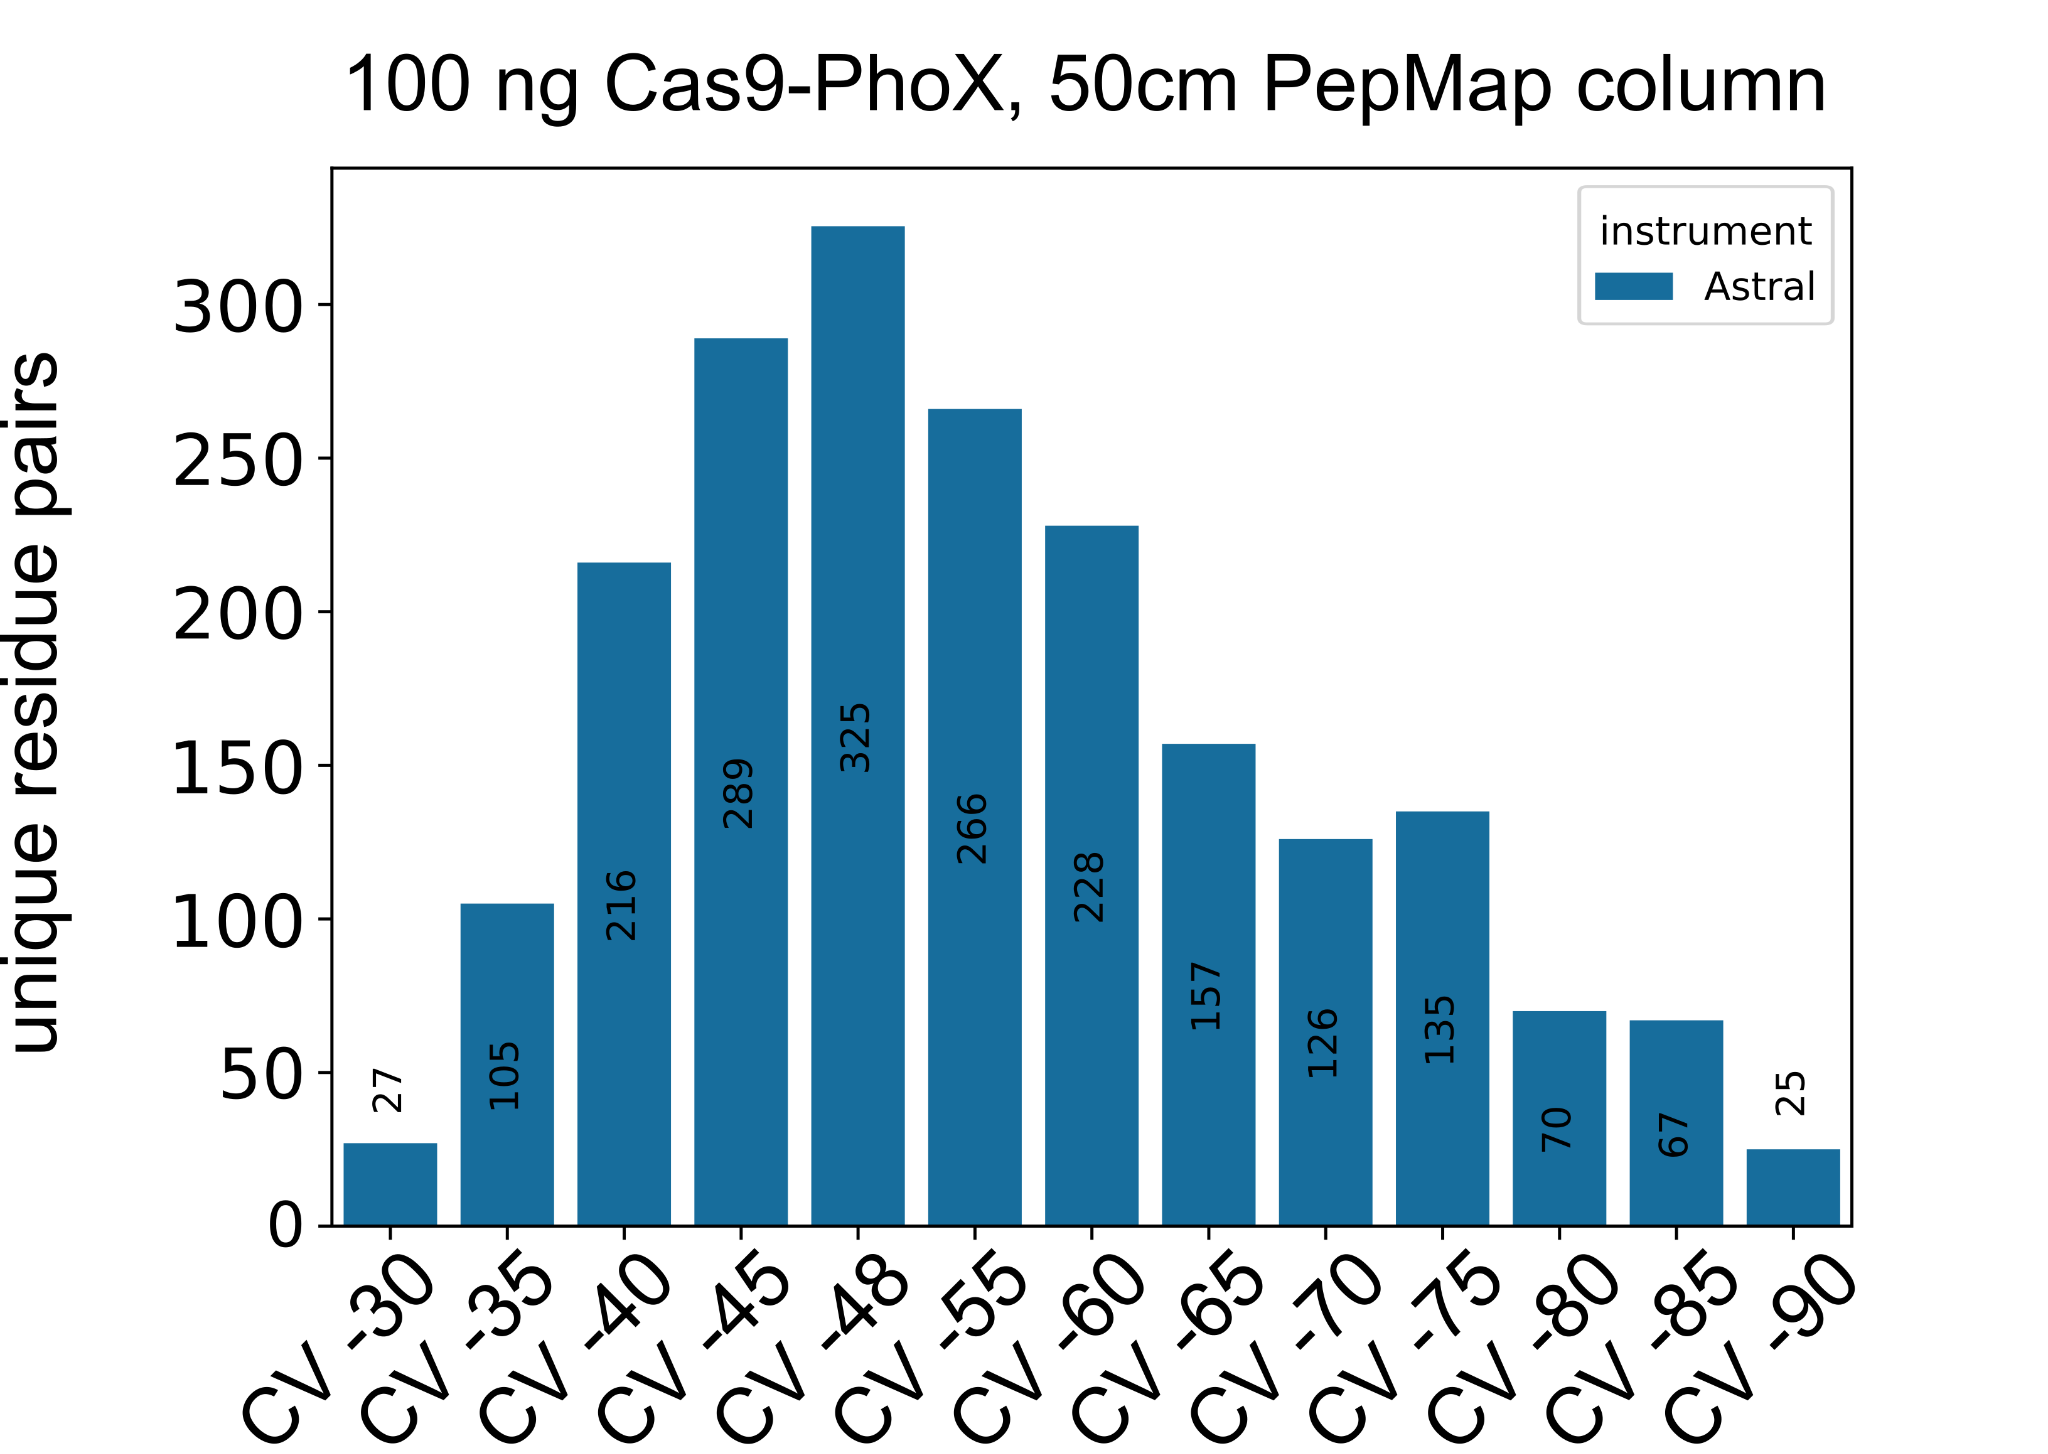 100 ng Cas9-PhoX, 50cm PepMap column
instrument
Astral
unique residue pairs
300
250
200
150
100
50
0
27
105
216
289
325
266
228
157
126
135
70
67
25
CV -30
CV -35
CV -40
CV -45
CV -48
CV -55
CV -60
CV -65
CV -70
CV -75
CV -80
CV -85
CV -90